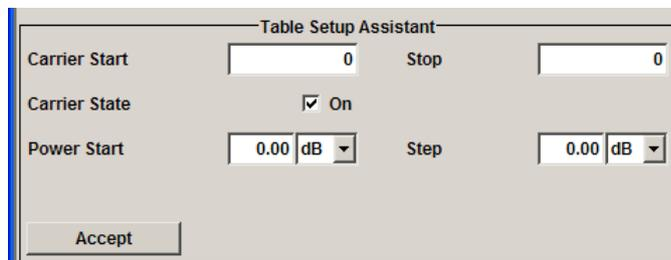 Table Setup Assistant
Carrier Start 0 Stop 0
Carrier State On
Power Start 0.00 dB Step 0.00 dB
Accept